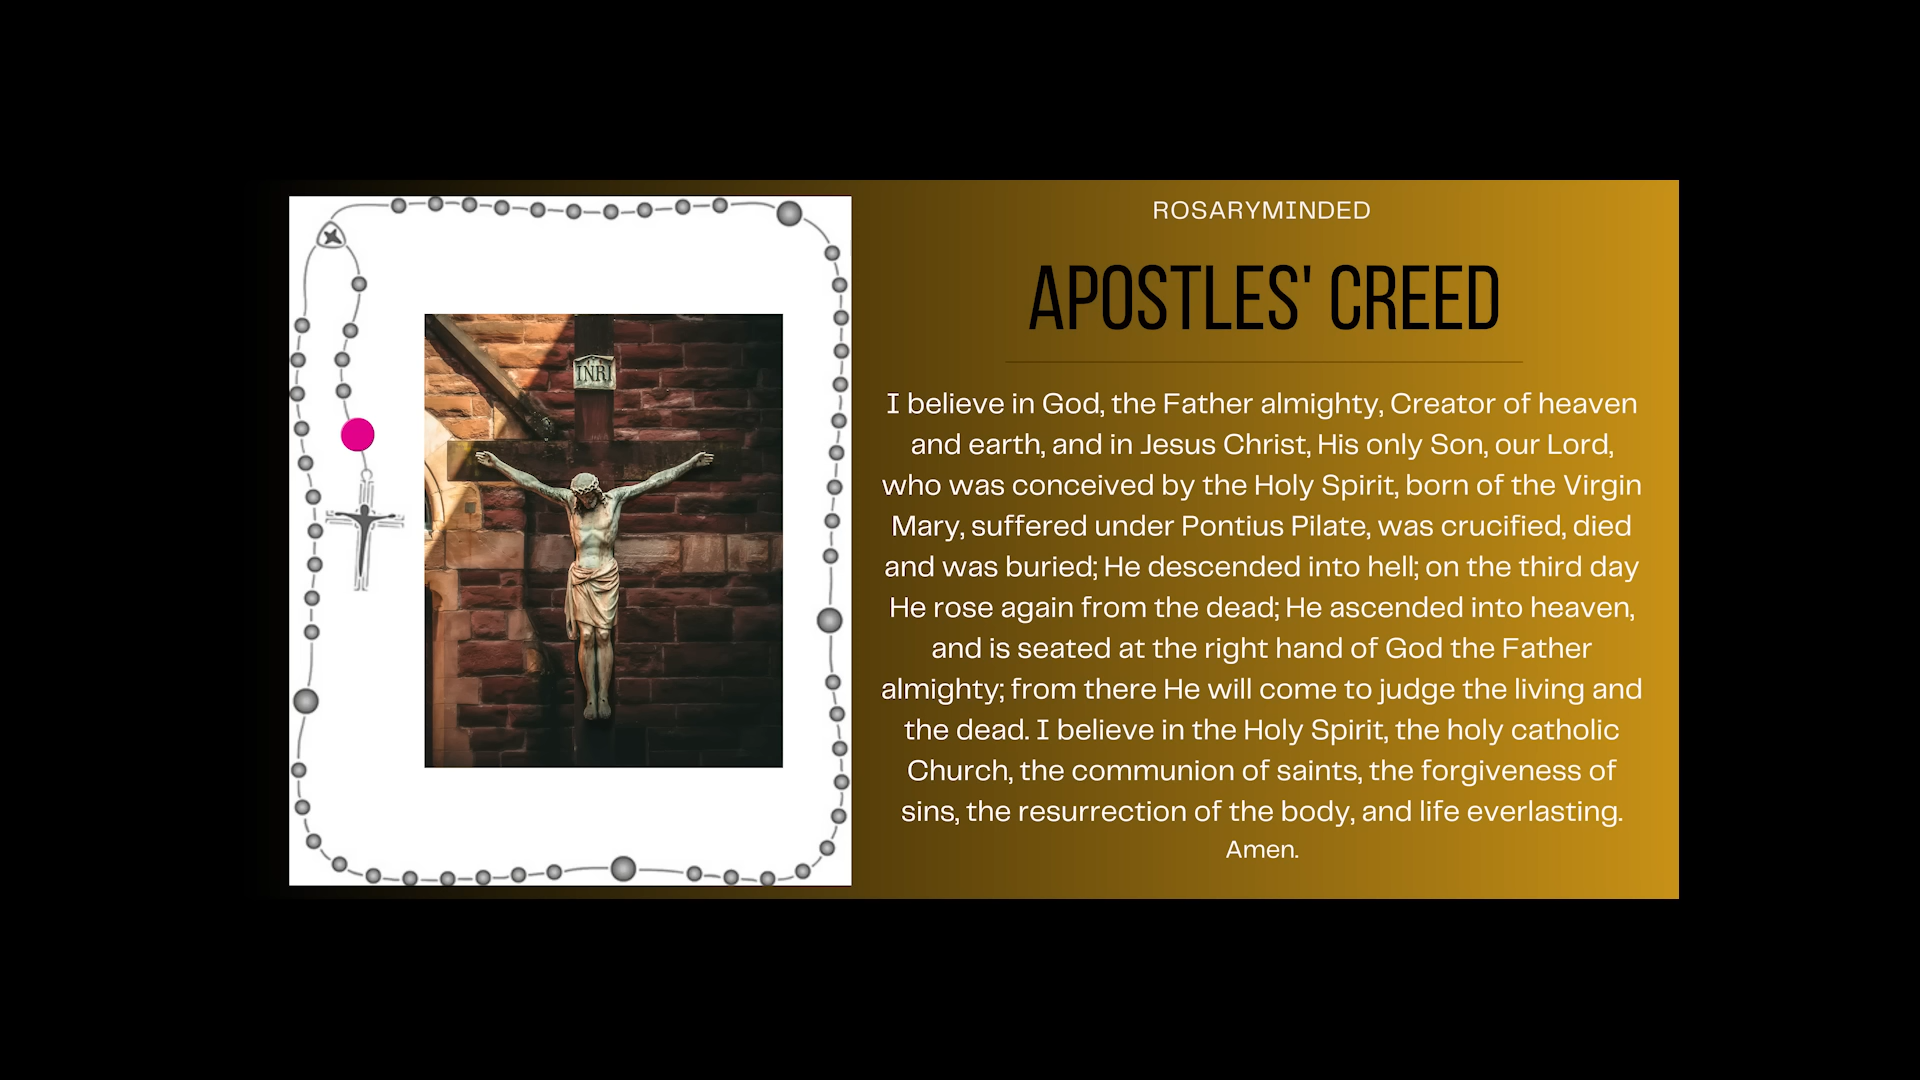 ROSARYMINDED
APOSTLES' CREED
INRI
I believe in God, the Father almighty, Creator of heaven
and earth, and in Jesus Christ, His only Son, our Lord,
who was conceived by the Holy Spirit, born of the Virgin
Mary, suffered under Pontius Pilate, was crucified, died
and was buried; He descended into hell; on the third day
He rose again from the dead; He ascended into heaven,
and is seated at the right hand of God the Father
almighty; from there He will come to judge the living and
the dead. I believe in the Holy Spirit, the holy catholic
Church, the communion of saints, the forgiveness of
sins, the resurrection of the body, and life everlasting.
Amen.